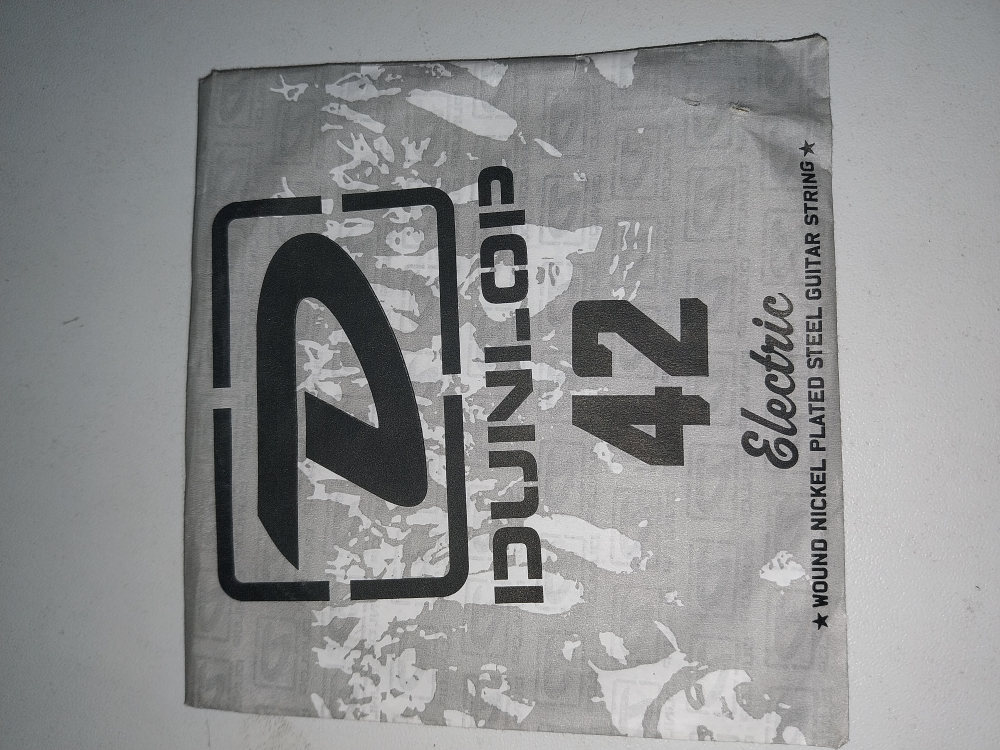 DUNLOP
42
Electric
★ WOUND NICKEL PLATED STEEL GUITAR STRING ★